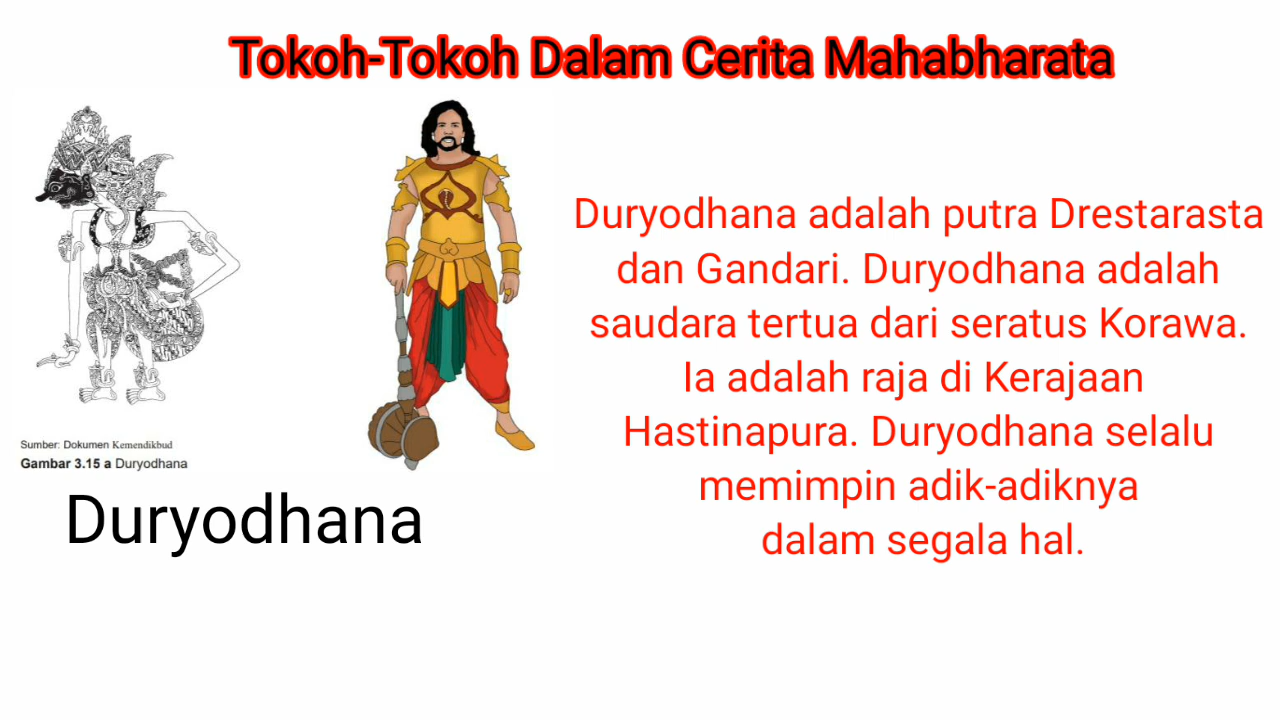 Tokoh-Tokoh Dalam Cerita Mahabharata
Sumber: Dokumen Kemendikbud
Gambar 3.15 a Duryodhana
Duryodhana
Duryodhana adalah putra Drestarasta
dan Gandari. Duryodhana adalah
saudara tertua dari seratus Korawa.
Ia adalah raja di Kerajaan
Hastinapura. Duryodhana selalu
memimpin adik-adiknya
dalam segala hal.